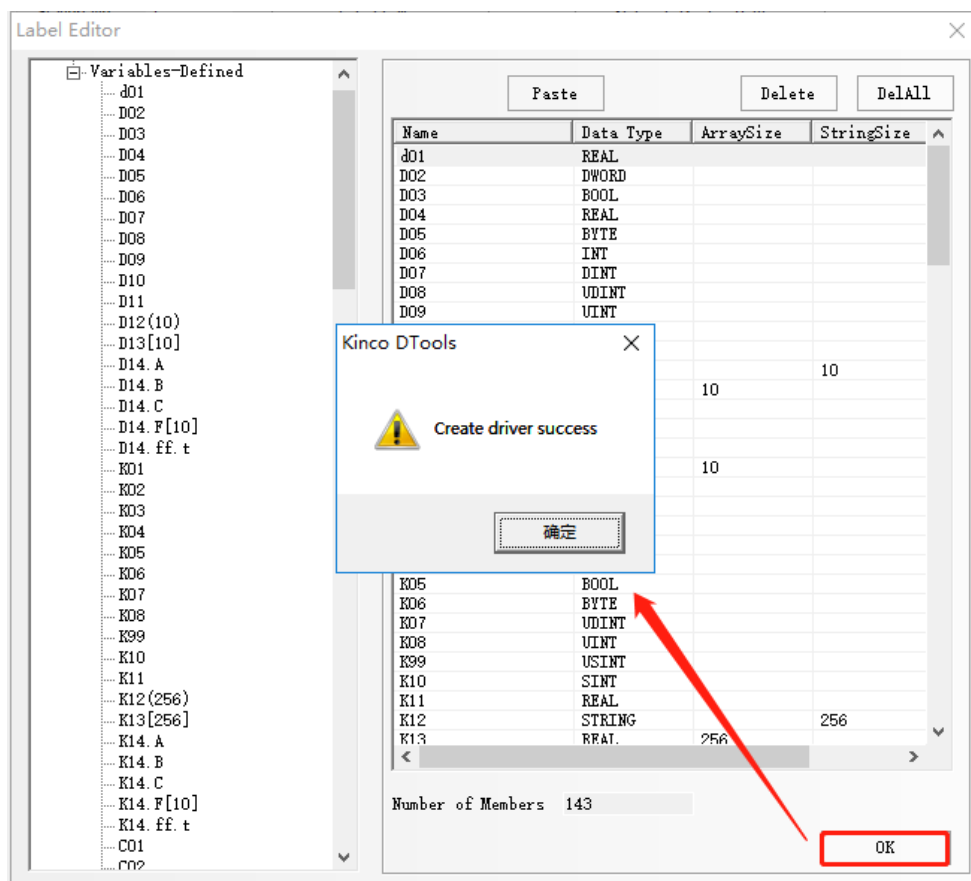 Label Editor
Variables-Defined
d01
D02
D03
D04
D05
D06
D07
D08
D09
D10
D11
D12(10)
D13[10]
D14.A
D14.B
D14.C
D14.F[10]
D14.ff.t
K01
K02
K03
K04
K05
K06
K07
K08
K99
K10
K11
K12(256)
K13[256]
K14.A
K14.B
K14.C
K14.F[10]
K14.ff.t
C01
C02
Paste Delete DelAll
Name Data Type ArraySize StringSize
d01 REAL
D02 DWORD
D03 BOOL
D04 REAL
D05 BYTE
D06 INT
D07 DINT
D08 UDINT
D09 UINT
10
10
10
Kinco DTools
Create driver success
确定
K05 BOOL
K06 BYTE
K07 UDINT
K08 UINT
K99 USINT
K10 SINT
K11 REAL
K12 STRING 256
K13 REAL 256
Number of Members 143
OK